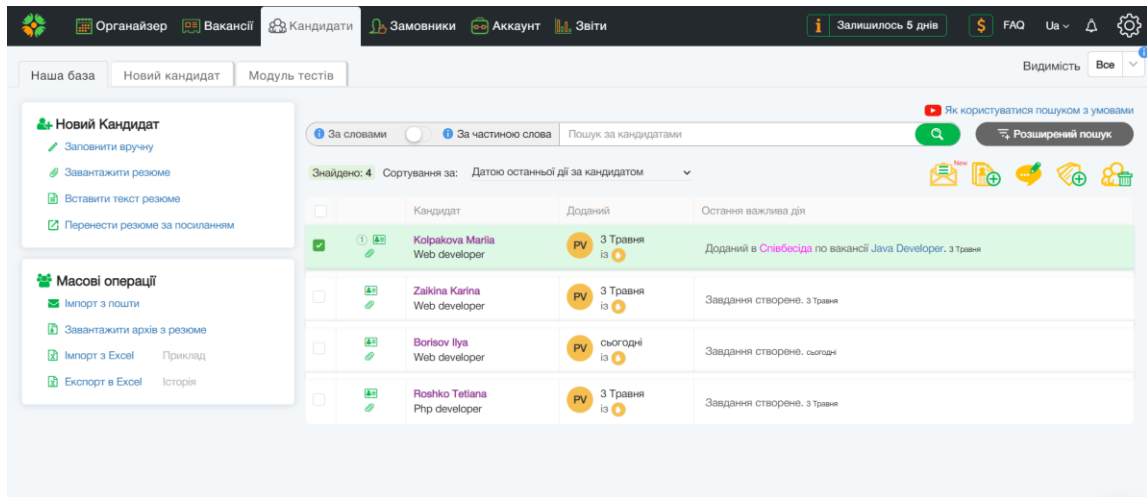 Органайзер Вакансії Кандидати Замовники Аккаунт Звіти Залишилось 5 днів FAQ Ua
Наша база Новий кандидат Модуль тестів Видимість Все
Новий Кандидат
Заповнити вручну
Завантажити резюме
Вставити текст резюме
Перенести резюме за посиланням
Масові операції
Імпорт з пошти
Завантажити архів з резюме
Імпорт з Excel Приклад
Експорт в Excel Історія
Як користуватися пошуком з умовами
За словами За частиною слова Пошук за кандидатами Розширений пошук
Знайдено: 4 Сортування за: Датою останньої дії за кандидатом New
Кандидат Доданий Остання важлива дія
1 Kolpakova Mariia PV 3 Травня
Web developer із Доданий в Співбесіда по вакансії Java Developer. 3 Травня
Zaikina Karina PV 3 Травня
Web developer із Завдання створене. 3 Травня
Borisov Ilya PV сьогодні
Web developer із Завдання створене. сьогодні
Roshko Tetiana PV 3 Травня
Php developer із Завдання створене. 3 Травня